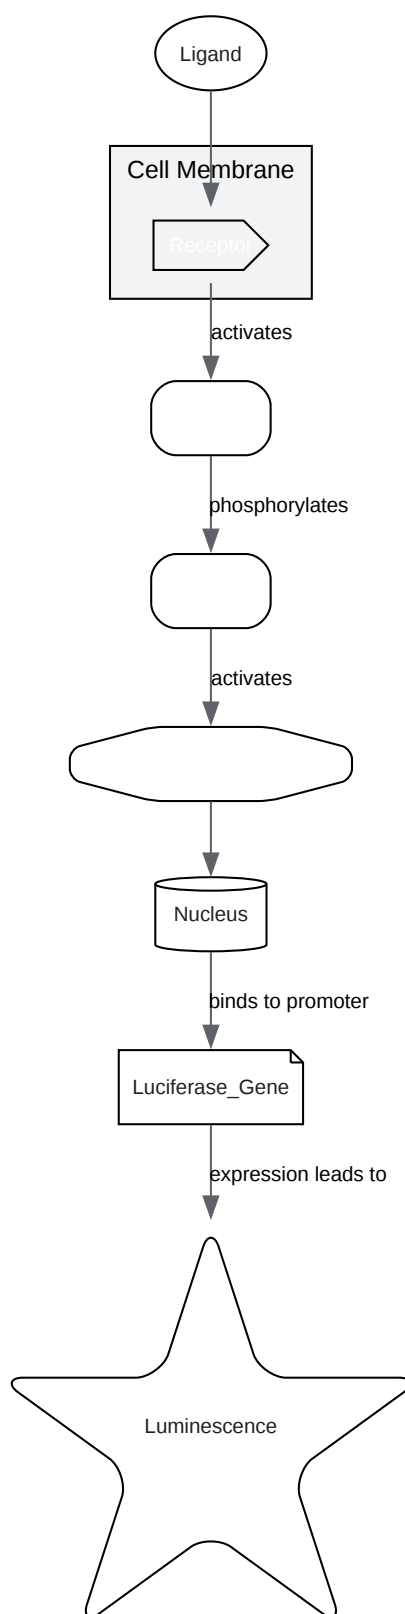 Ligand
Cell Membrane
Receptor
activates
phosphorylates
activates
Nucleus
binds to promoter
Luciferase_Gene
expression leads to
Luminescence